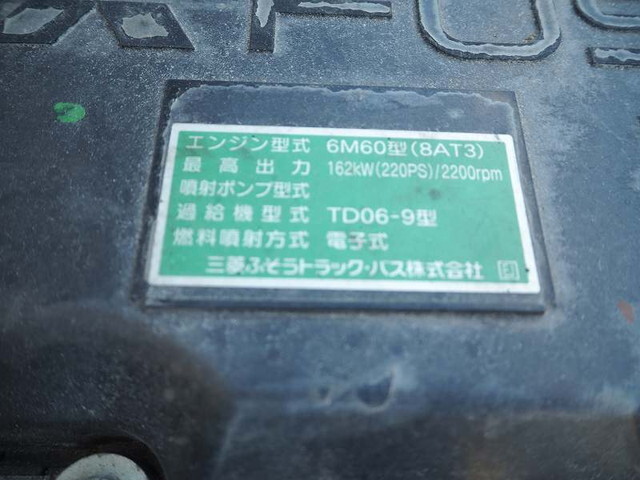 FUS
エンジン型式 6M60型(8AT3)
最高出力 162kW(220PS)/2200rpm
噴射ポンプ型式
過給機型式 TD06-9型
燃料噴射方式 電子式
三菱ふそうトラック・バス株式会社